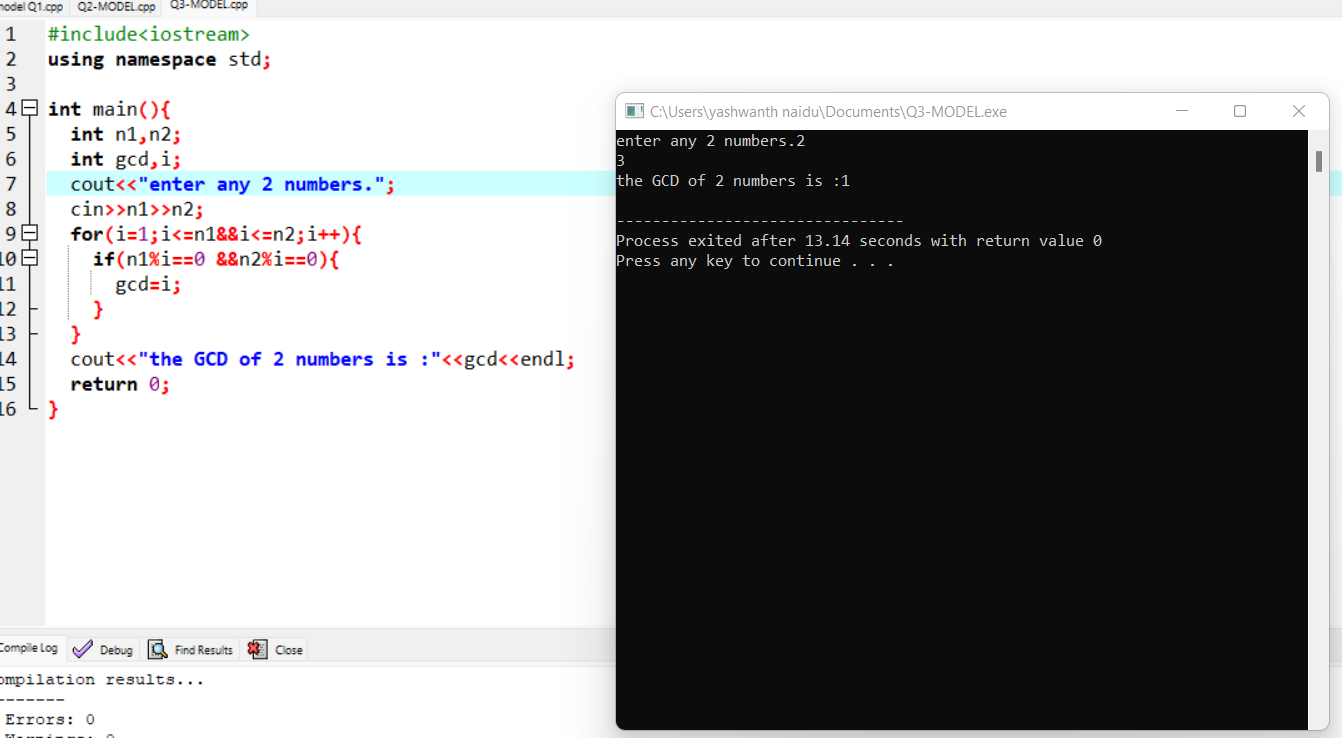 model Q1.cpp Q2-MODEL.cpp Q3-MODEL.cpp
1 #include<iostream>
2 using namespace std;
3
4 int main(){
5 int n1,n2;
6 int gcd,i;
7 cout<<"enter any 2 numbers.";
8 cin>>n1>>n2;
9 for(i=1;i<=n1&&i<=n2;i++){
10 if(n1%i==0 &&n2%i==0){
11 gcd=i;
12 }
13 }
14 cout<<"the GCD of 2 numbers is :"<<gcd<<endl;
15 return 0;
16 }
C:\Users\yashwanth naidu\Documents\Q3-MODEL.exe
enter any 2 numbers.2
3
the GCD of 2 numbers is :1
--------------------------------
Process exited after 13.14 seconds with return value 0
Press any key to continue . . .
Compile Log Debug Find Results Close
ompilation results...
-------
Errors: 0
Warnings: 0